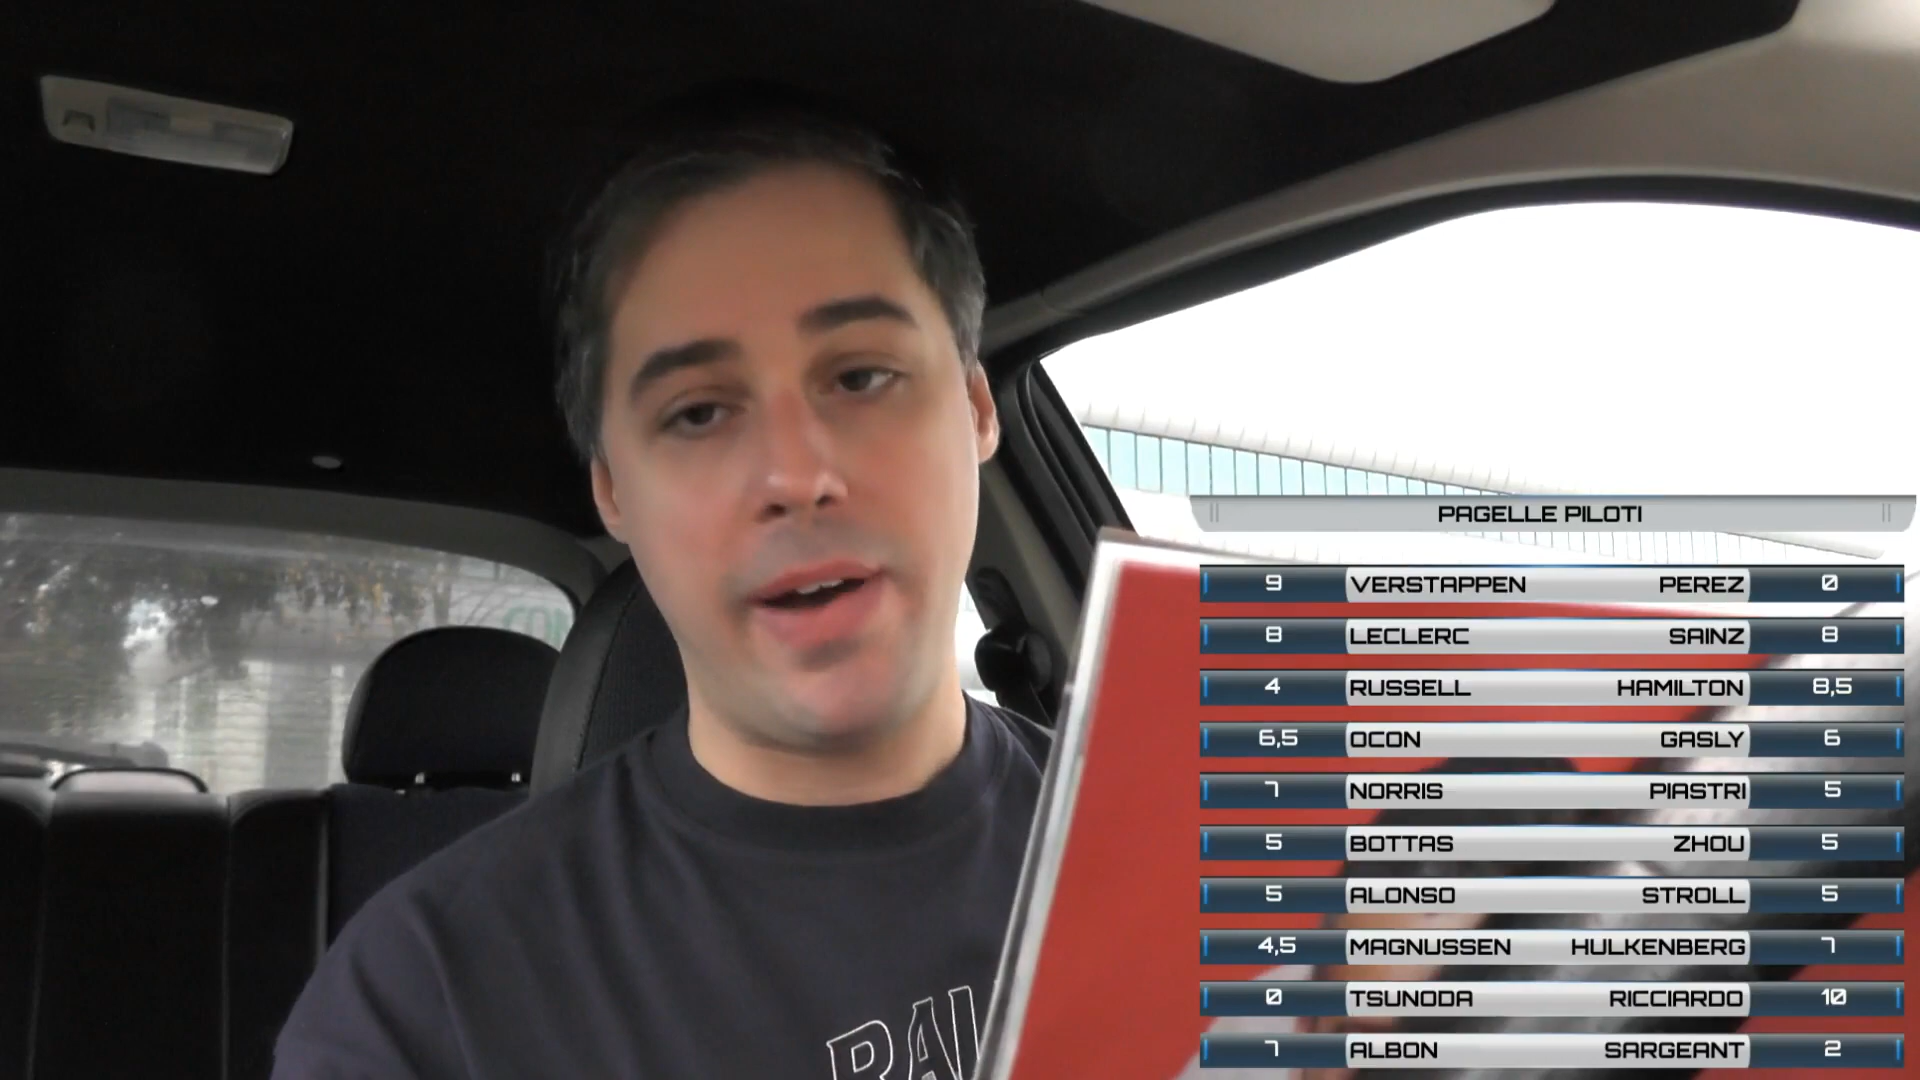 PAGELLE PILOTI
9 VERSTAPPEN PEREZ 0
8 LECLERC SAINZ 8
4 RUSSELL HAMILTON 8,5
6,5 OCON GASLY 6
7 NORRIS PIASTRI 5
5 BOTTAS ZHOU 5
5 ALONSO STROLL 5
4,5 MAGNUSSEN HULKENBERG 7
0 TSUNODA RICCIARDO 10
7 ALBON SARGEANT 2